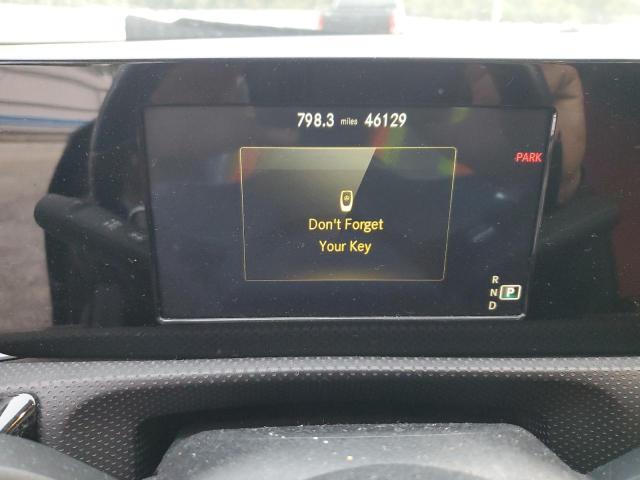 798.3 miles 46129
PARK
Don't Forget
Your Key
R
N P
D